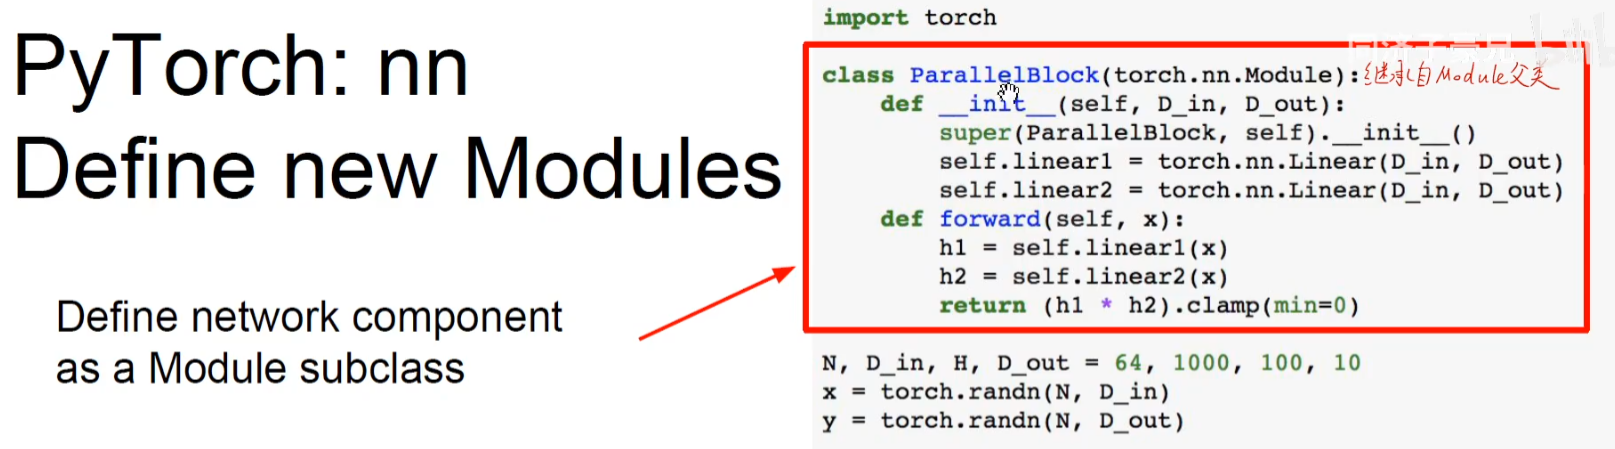 PyTorch: nn
Define new Modules
Define network component
as a Module subclass
import torch
class ParallelBlock(torch.nn.Module):继承自Module父类
def __init__(self, D_in, D_out):
super(ParallelBlock, self).__init__()
self.linear1 = torch.nn.Linear(D_in, D_out)
self.linear2 = torch.nn.Linear(D_in, D_out)
def forward(self, x):
h1 = self.linear1(x)
h2 = self.linear2(x)
return (h1 * h2).clamp(min=0)
N, D_in, H, D_out = 64, 1000, 100, 10
x = torch.randn(N, D_in)
y = torch.randn(N, D_out)